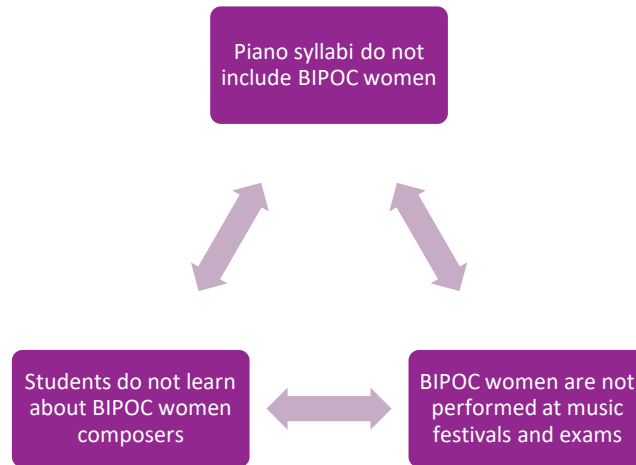 Piano syllabi do not
include BIPOC women
Students do not learn
about BIPOC women
composers
BIPOC women are not
performed at music
festivals and exams